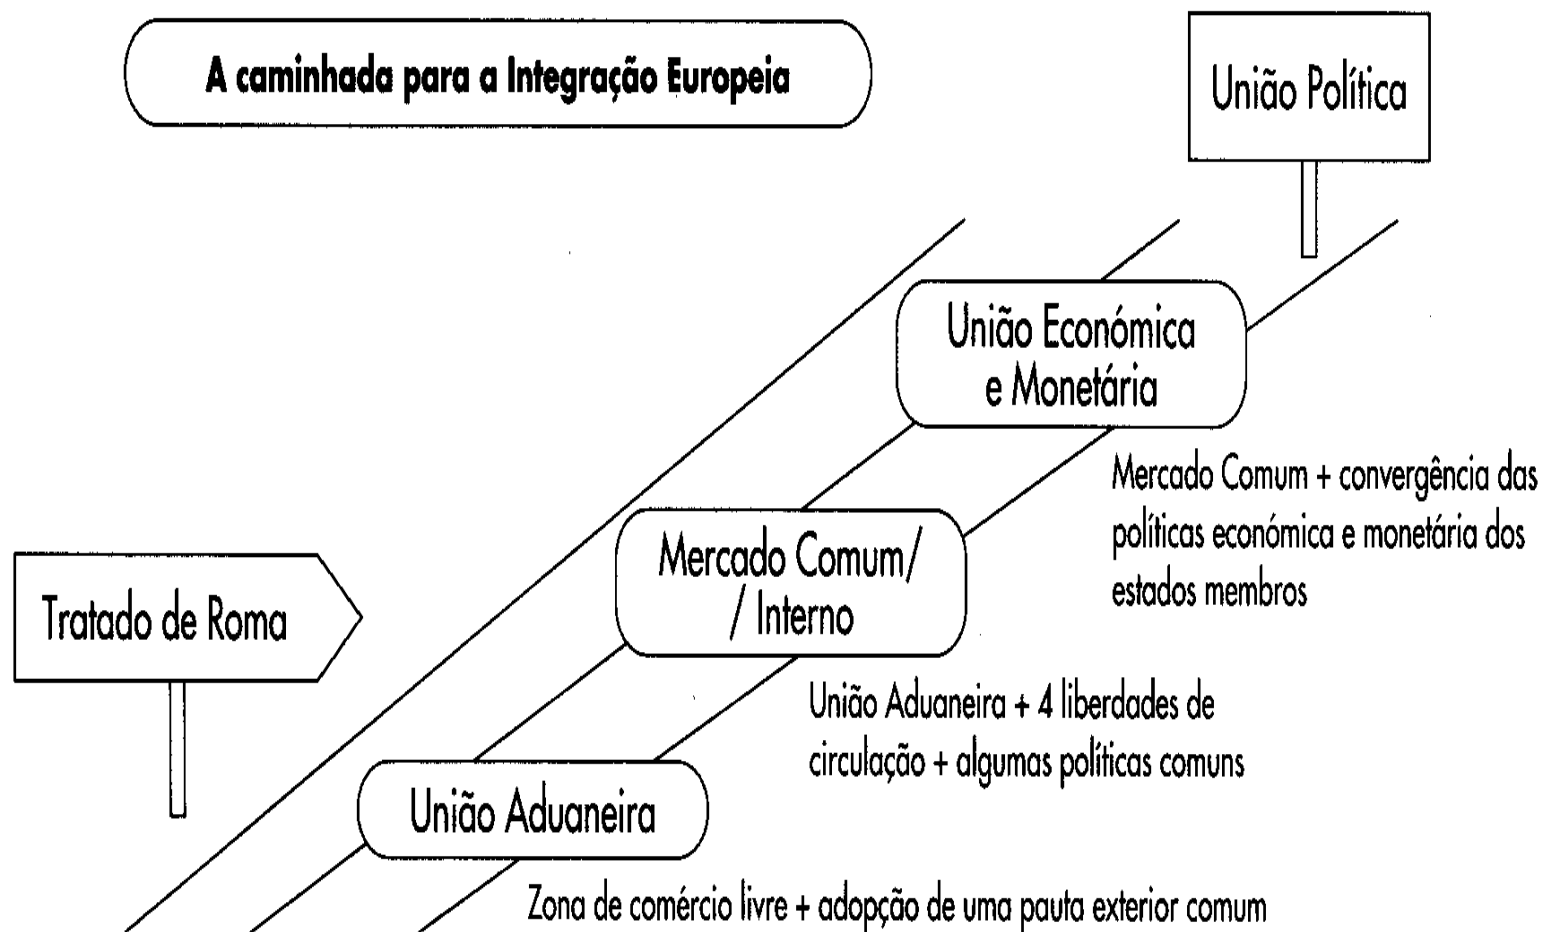 A caminhada para a Integração Europeia
União Política
União Económica
e Monetária
Mercado Comum + convergência das
políticas económica e monetária dos
estados membros
Mercado Comum/
/ Interno
Tratado de Roma
União Aduaneira + 4 liberdades de
circulação + algumas políticas comuns
União Aduaneira
Zona de comércio livre + adopção de uma pauta exterior comum